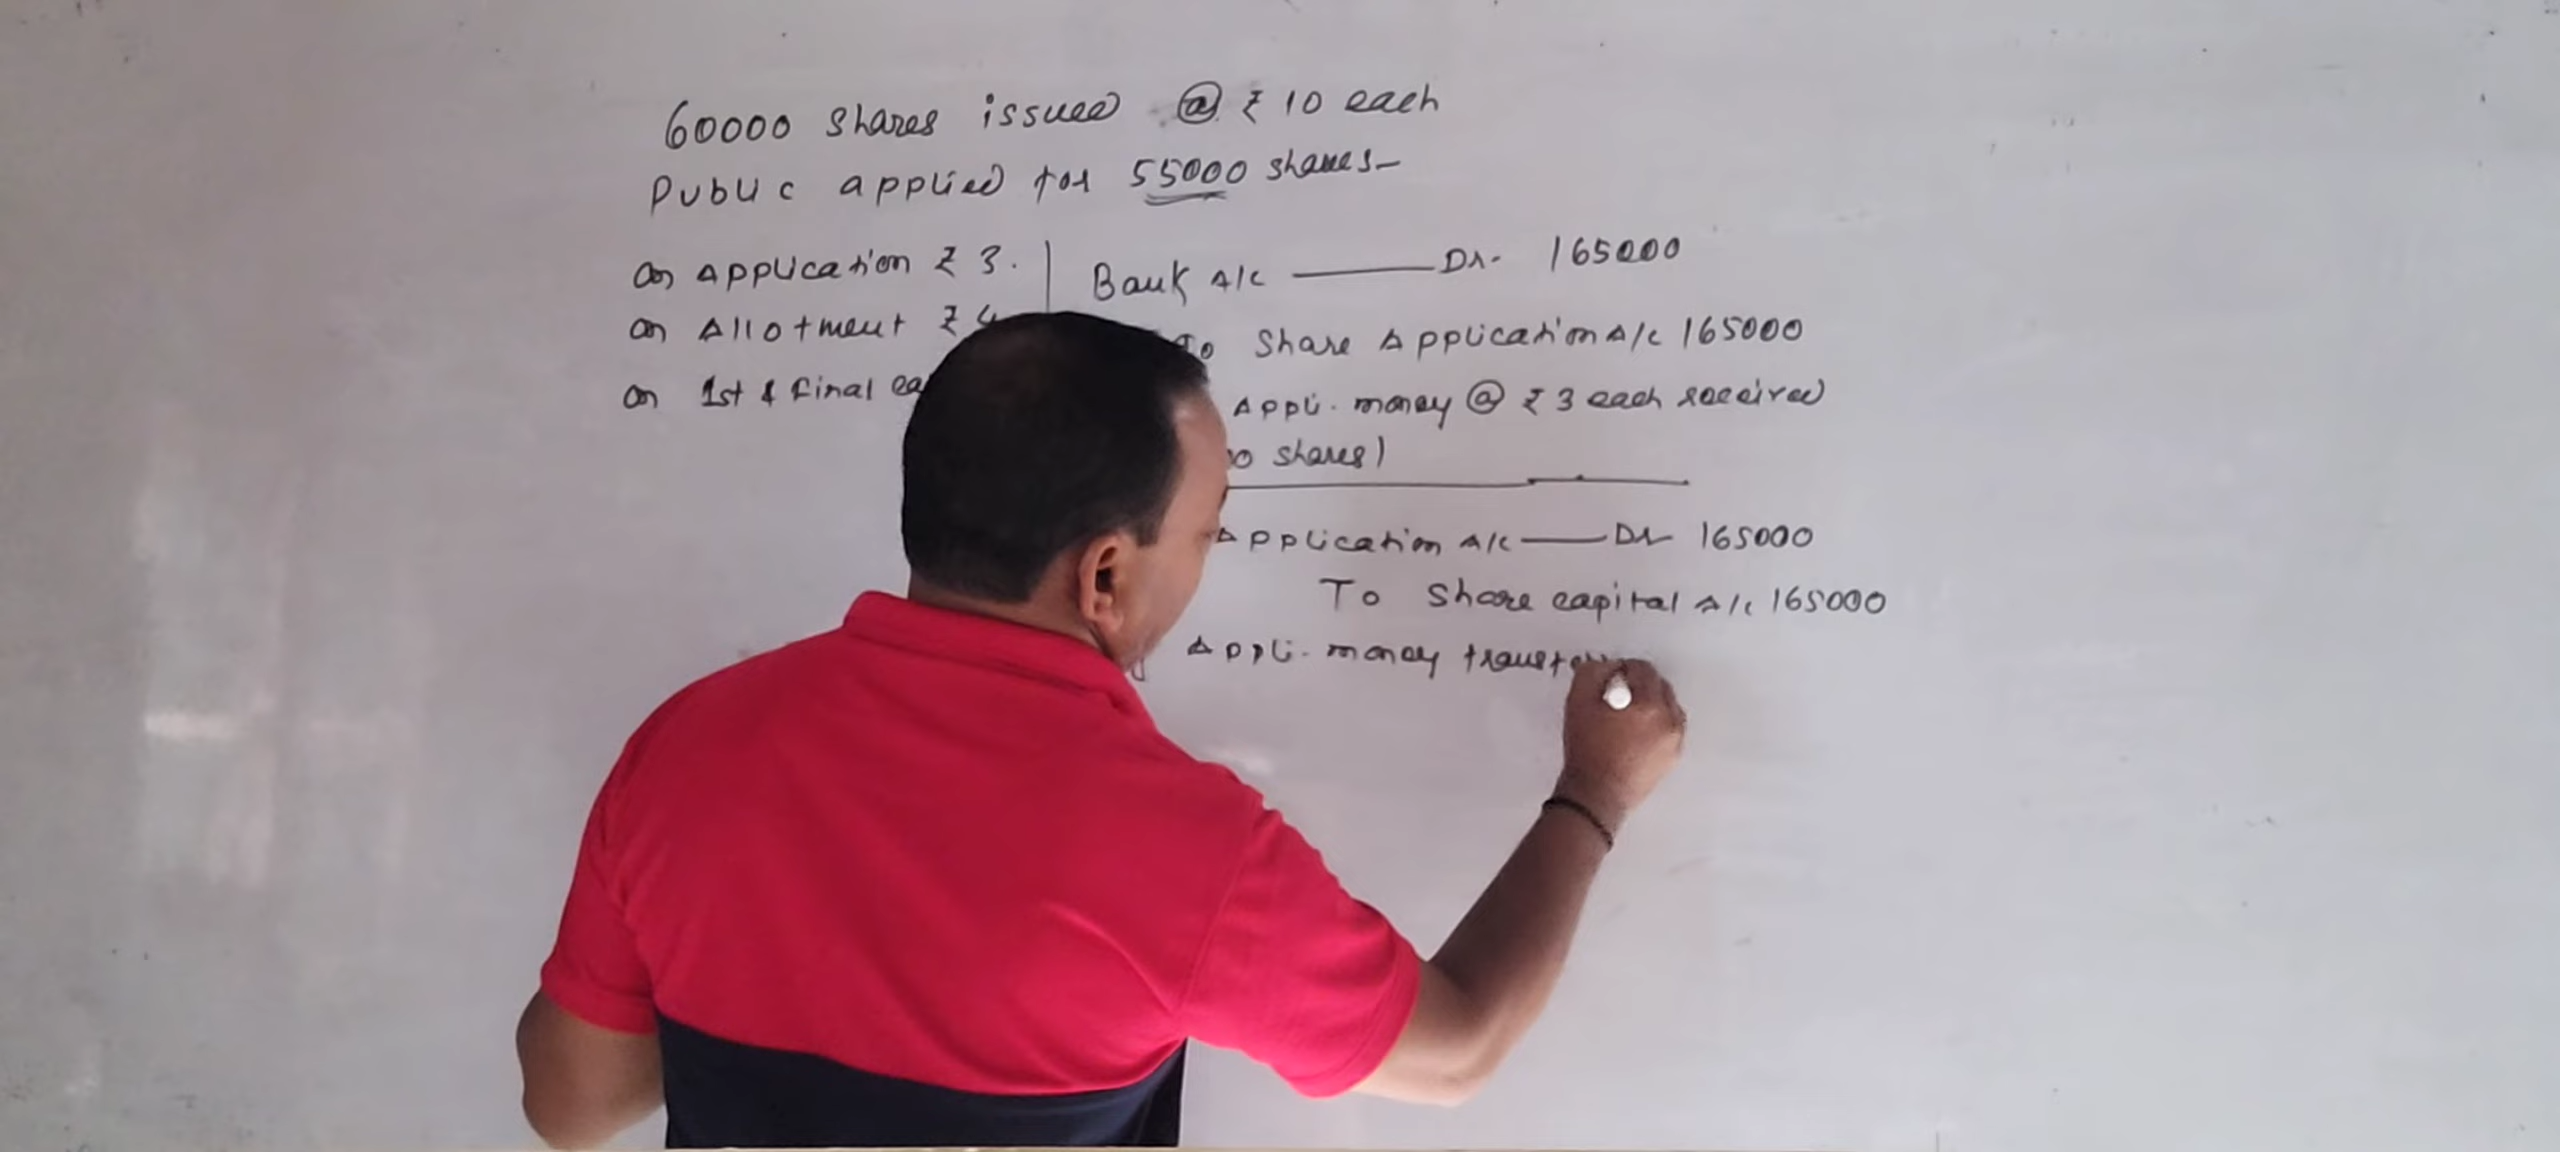 60000 shares issued @ ₹ 10 each
Public applied for 55000 shares-
on Application ₹ 3.
on Allotment ₹ 4
on 1st & final
Bank A/c —— Dr. 165000
To Share Application A/c 165000
Appli. money @ ₹ 3 each received
shares)
Application A/c —— Dr 165000
To Share capital A/c 165000
Appli. money